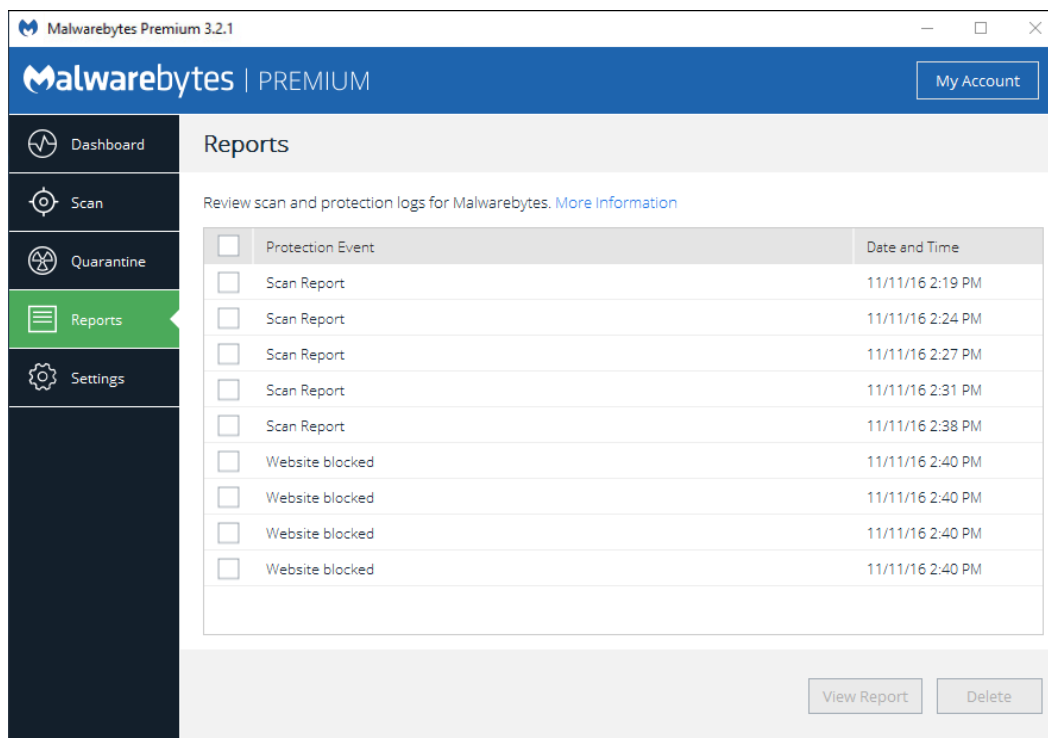 Malwarebytes Premium 3.2.1
Malwarebytes | PREMIUM
My Account
Dashboard
Scan
Quarantine
Reports
Settings
Reports
Review scan and protection logs for Malwarebytes. More Information
Protection Event Date and Time
Scan Report 11/11/16 2:19 PM
Scan Report 11/11/16 2:24 PM
Scan Report 11/11/16 2:27 PM
Scan Report 11/11/16 2:31 PM
Scan Report 11/11/16 2:38 PM
Website blocked 11/11/16 2:40 PM
Website blocked 11/11/16 2:40 PM
Website blocked 11/11/16 2:40 PM
Website blocked 11/11/16 2:40 PM
View Report Delete